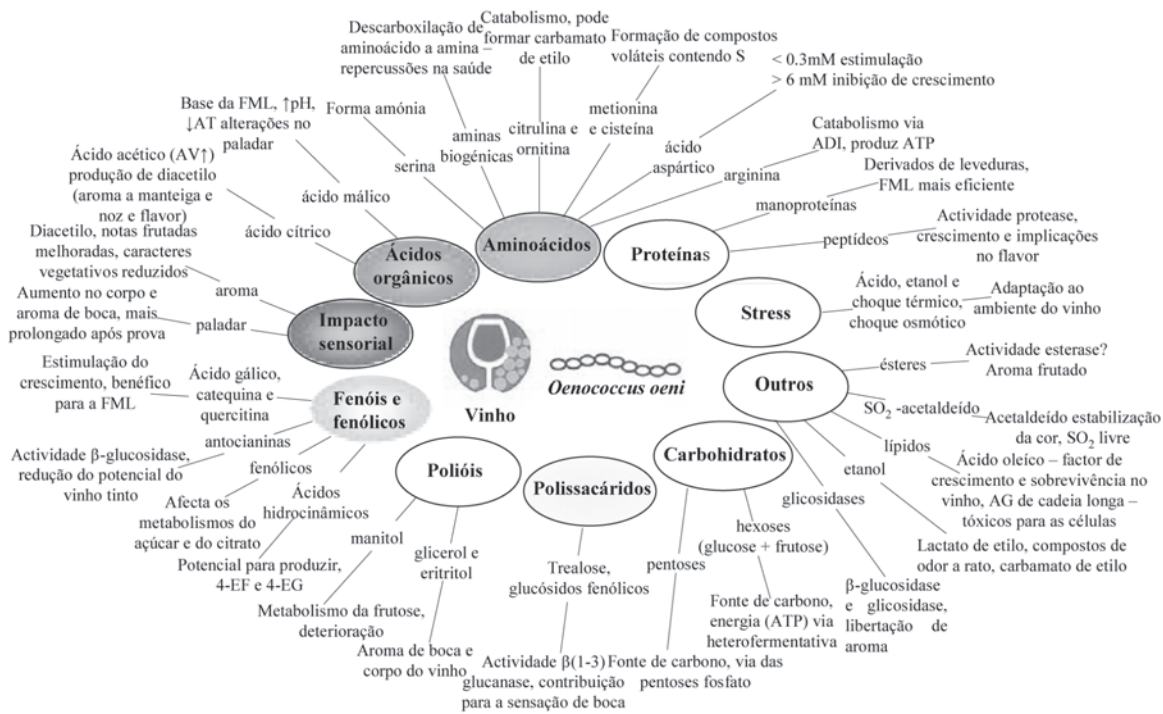 Descarboxilação de
aminoácido a amina –
repercussões na saúde
Catabolismo, pode
formar carbamato
de etilo
Formação de compostos
voláteis contendo S
< 0.3mM estimulação
> 6 mM inibição de crescimento
Base da FML, ↑pH,
↓AT alterações no
paladar
Forma amónia
aminas
biogénicas
citrulina e
ornitina
metionina
e cisteína
ácido
aspártico
Catabolismo via
ADI, produz ATP
Ácido acético (AV↑)
produção de diacetilo
(aroma a manteiga e
noz e flavor)
ácido málico
serina
arginina
Derivados de leveduras,
FML mais eficiente
manoproteínas
ácido cítrico
Ácidos
orgânicos
Aminoácidos
Proteínas
peptídeos
Actividade protease,
crescimento e implicações
no flavor
Diacetilo, notas frutadas
melhoradas, caracteres
vegetativos reduzidos
aroma
Aumento no corpo e
aroma de boca, mais
prolongado após prova
paladar
Impacto
sensorial
Stress
Ácido, etanol e
choque térmico,
choque osmótico
Adaptação ao
ambiente do vinho
Vinho
Oenococcus oeni
Outros
ésteres
Actividade esterase?
Aroma frutado
Estimulação do
crescimento, benéfico
para a FML
Ácido gálico,
catequina e
quercitina
Fenóis e
fenólicos
SO2 -acetaldeído
Acetaldeído estabilização
da cor, SO2 livre
antocianinas
Actividade β-glucosidase,
redução do potencial do
vinho tinto
lípidos
Ácido oleíco – factor de
crescimento e sobrevivência no
vinho, AG de cadeia longa –
tóxicos para as células
fenólicos
Afecta os
metabolismos do
açúcar e do citrato
Ácidos
hidrocinâmicos
Potencial para produzir,
4-EF e 4-EG
Polióis
Polissacáridos
Carbohidratos
etanol
Lactato de etilo, compostos de
odor a rato, carbamato de etilo
glicosidases
β-glucosidase
e glicosidase,
libertação de
aroma
manitol
Metabolismo da frutose,
deterioração
glicerol e
eritritol
Aroma de boca e
corpo do vinho
Trealose,
glucósidos fenólicos
Actividade β(1-3)
glucanase, contribuição
para a sensação de boca
pentoses
Fonte de carbono, via das
pentoses fosfato
hexoses
(glucose + frutose)
Fonte de carbono,
energia (ATP) via
heterofermentativa